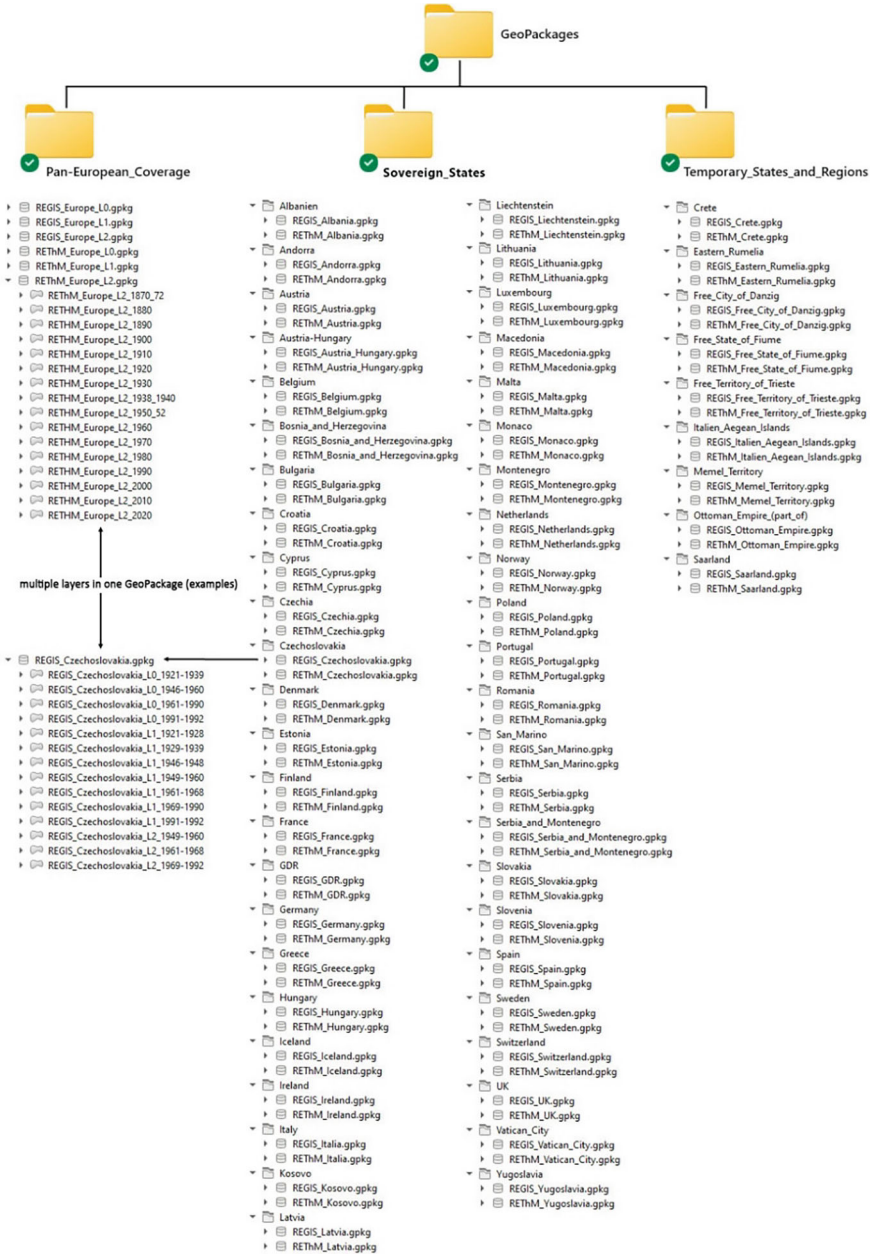 GeoPackages
Pan-European_Coverage
REGIS_Europe_L0.gpkg
REGIS_Europe_L1.gpkg
REGIS_Europe_L2.gpkg
REThM_Europe_L0.gpkg
REThM_Europe_L1.gpkg
REThM_Europe_L2.gpkg
RETHM_Europe_L2_1870_72
RETHM_Europe_L2_1880
RETHM_Europe_L2_1890
RETHM_Europe_L2_1900
RETHM_Europe_L2_1910
RETHM_Europe_L2_1920
RETHM_Europe_L2_1930
RETHM_Europe_L2_1938_1940
RETHM_Europe_L2_1950_52
RETHM_Europe_L2_1960
RETHM_Europe_L2_1970
RETHM_Europe_L2_1980
RETHM_Europe_L2_1990
RETHM_Europe_L2_2000
RETHM_Europe_L2_2010
RETHM_Europe_L2_2020
multiple layers in one GeoPackage (examples)
REGIS_Czechoslovakia.gpkg
REGIS_Czechoslovakia_L0_1921-1939
REGIS_Czechoslovakia_L0_1946-1960
REGIS_Czechoslovakia_L0_1961-1990
REGIS_Czechoslovakia_L0_1991-1992
REGIS_Czechoslovakia_L1_1921-1928
REGIS_Czechoslovakia_L1_1929-1939
REGIS_Czechoslovakia_L1_1946-1948
REGIS_Czechoslovakia_L1_1949-1960
REGIS_Czechoslovakia_L1_1961-1968
REGIS_Czechoslovakia_L1_1969-1990
REGIS_Czechoslovakia_L1_1991-1992
REGIS_Czechoslovakia_L2_1949-1960
REGIS_Czechoslovakia_L2_1961-1968
REGIS_Czechoslovakia_L2_1969-1992
Sovereign_States
Albanien
REGIS_Albania.gpkg
REThM_Albania.gpkg
Andorra
REGIS_Andorra.gpkg
REThM_Andorra.gpkg
Austria
REGIS_Austria.gpkg
REThM_Austria.gpkg
Austria-Hungary
REGIS_Austria_Hungary.gpkg
REThM_Austria_Hungary.gpkg
Belgium
REGIS_Belgium.gpkg
REThM_Belgium.gpkg
Bosnia_and_Herzegovina
REGIS_Bosnia_and_Herzegovina.gpkg
REThM_Bosnia_and_Herzegovina.gpkg
Bulgaria
REGIS_Bulgaria.gpkg
REThM_Bulgaria.gpkg
Croatia
REGIS_Croatia.gpkg
REThM_Croatia.gpkg
Cyprus
REGIS_Cyprus.gpkg
REThM_Cyprus.gpkg
Czechia
REGIS_Czechia.gpkg
REThM_Czechia.gpkg
Czechoslovakia
REGIS_Czechoslovakia.gpkg
REThM_Czechoslovakia.gpkg
Denmark
REGIS_Denmark.gpkg
REThM_Denmark.gpkg
Estonia
REGIS_Estonia.gpkg
REThM_Estonia.gpkg
Finland
REGIS_Finland.gpkg
REThM_Finland.gpkg
France
REGIS_France.gpkg
REThM_France.gpkg
GDR
REGIS_GDR.gpkg
REThM_GDR.gpkg
Germany
REGIS_Germany.gpkg
REThM_Germany.gpkg
Greece
REGIS_Greece.gpkg
REThM_Greece.gpkg
Hungary
REGIS_Hungary.gpkg
REThM_Hungary.gpkg
Iceland
REGIS_Iceland.gpkg
REThM_Iceland.gpkg
Ireland
REGIS_Ireland.gpkg
REThM_Ireland.gpkg
Italy
REGIS_Italia.gpkg
REThM_Italia.gpkg
Kosovo
REGIS_Kosovo.gpkg
REThM_Kosovo.gpkg
Latvia
REGIS_Latvia.gpkg
REThM_Latvia.gpkg
Liechtenstein
REGIS_Liechtenstein.gpkg
REThM_Liechtenstein.gpkg
Lithuania
REGIS_Lithuania.gpkg
REThM_Lithuania.gpkg
Luxembourg
REGIS_Luxembourg.gpkg
REThM_Luxembourg.gpkg
Macedonia
REGIS_Macedonia.gpkg
REThM_Macedonia.gpkg
Malta
REGIS_Malta.gpkg
REThM_Malta.gpkg
Monaco
REGIS_Monaco.gpkg
REThM_Monaco.gpkg
Montenegro
REGIS_Montenegro.gpkg
REThM_Montenegro.gpkg
Netherlands
REGIS_Netherlands.gpkg
REThM_Netherlands.gpkg
Norway
REGIS_Norway.gpkg
REThM_Norway.gpkg
Poland
REGIS_Poland.gpkg
REThM_Poland.gpkg
Portugal
REGIS_Portugal.gpkg
REThM_Portugal.gpkg
Romania
REGIS_Romania.gpkg
REThM_Romania.gpkg
San_Marino
REGIS_San_Marino.gpkg
REThM_San_Marino.gpkg
Serbia
REGIS_Serbia.gpkg
REThM_Serbia.gpkg
Serbia_and_Montenegro
REGIS_Serbia_and_Montenegro.gpkg
REThM_Serbia_and_Montenegro.gpkg
Slovakia
REGIS_Slovakia.gpkg
REThM_Slovakia.gpkg
Slovenia
REGIS_Slovenia.gpkg
REThM_Slovenia.gpkg
Spain
REGIS_Spain.gpkg
REThM_Spain.gpkg
Sweden
REGIS_Sweden.gpkg
REThM_Sweden.gpkg
Switzerland
REGIS_Switzerland.gpkg
REThM_Switzerland.gpkg
UK
REGIS_UK.gpkg
REThM_UK.gpkg
Vatican_City
REGIS_Vatican_City.gpkg
REThM_Vatican_City.gpkg
Yugoslavia
REGIS_Yugoslavia.gpkg
REThM_Yugoslavia.gpkg
Temporary_States_and_Regions
Crete
REGIS_Crete.gpkg
REThM_Crete.gpkg
Eastern_Rumelia
REGIS_Eastern_Rumelia.gpkg
REThM_Eastern_Rumelia.gpkg
Free_City_of_Danzig
REGIS_Free_City_of_Danzig.gpkg
REThM_Free_City_of_Danzig.gpkg
Free_State_of_Fiume
REGIS_Free_State_of_Fiume.gpkg
REThM_Free_State_of_Fiume.gpkg
Free_Territory_of_Trieste
REGIS_Free_Territory_of_Trieste.gpkg
REThM_Free_Territory_of_Trieste.gpkg
Italien_Aegean_Islands
REGIS_Italien_Aegean_Islands.gpkg
REThM_Italien_Aegean_Islands.gpkg
Memel_Territory
REGIS_Memel_Territory.gpkg
REThM_Memel_Territory.gpkg
Ottoman_Empire_(part_of)
REGIS_Ottoman_Empire.gpkg
REThM_Ottoman_Empire.gpkg
Saarland
REGIS_Saarland.gpkg
REThM_Saarland.gpkg